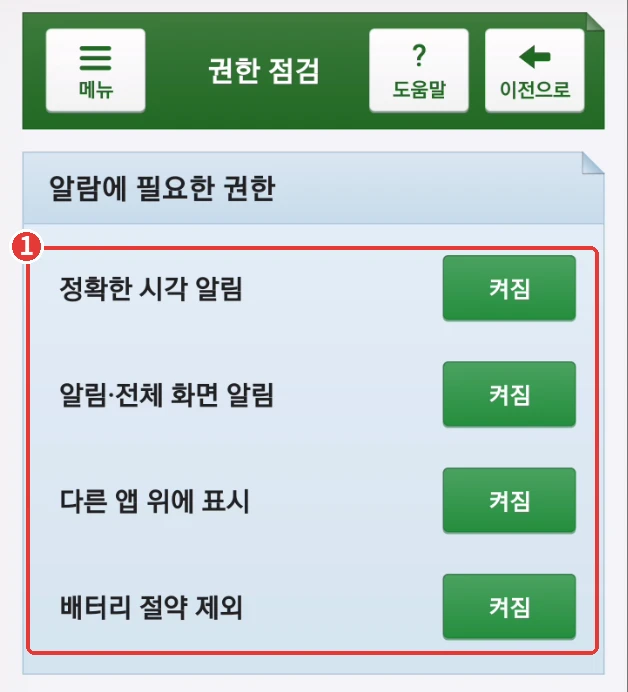 메뉴
권한 점검
?
도움말
이전으로
알람에 필요한 권한
1
정확한 시각 알림
켜짐
알림·전체 화면 알림
켜짐
다른 앱 위에 표시
켜짐
배터리 절약 제외
켜짐